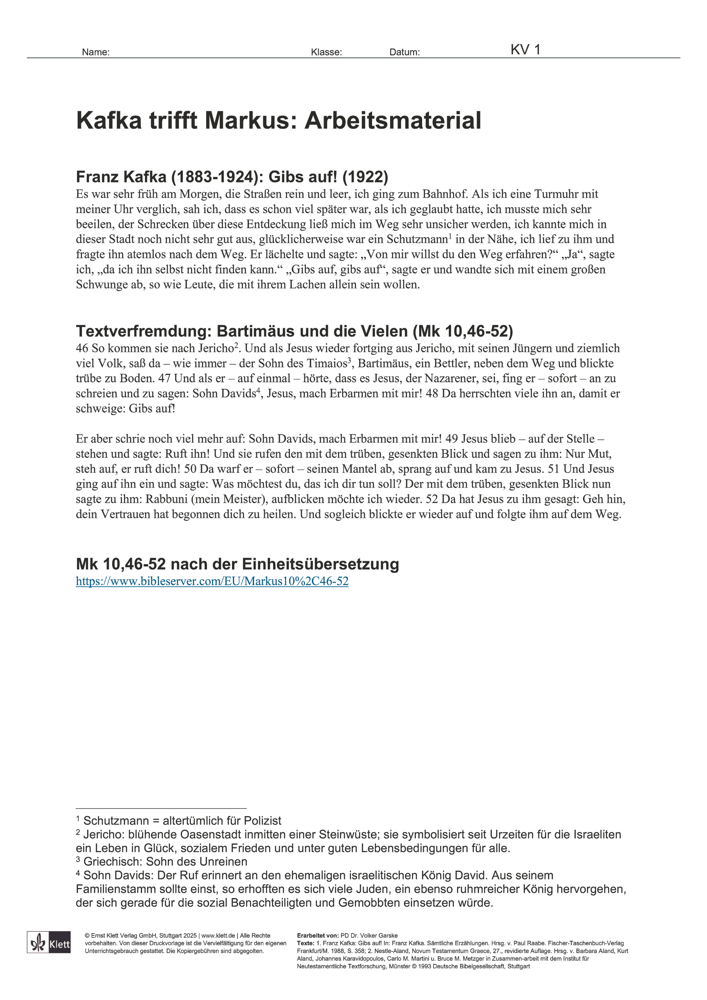 Name: Klasse: Datum: KV 1
Kafka trifft Markus: Arbeitsmaterial
Franz Kafka (1883-1924): Gibs auf! (1922)
Es war sehr früh am Morgen, die Straßen rein und leer, ich ging zum Bahnhof. Als ich eine Turmuhr mit
meiner Uhr verglich, sah ich, dass es schon viel später war, als ich geglaubt hatte, ich musste mich sehr
beeilen, der Schrecken über diese Entdeckung ließ mich im Weg sehr unsicher werden, ich kannte mich in
dieser Stadt noch nicht sehr gut aus, glücklicherweise war ein Schutzmann¹ in der Nähe, ich lief zu ihm und
fragte ihn atemlos nach dem Weg. Er lächelte und sagte: „Von mir willst du den Weg erfahren?“ „Ja“, sagte
ich, „da ich ihn selbst nicht finden kann.“ „Gibs auf, gibs auf“, sagte er und wandte sich mit einem großen
Schwunge ab, so wie Leute, die mit ihrem Lachen allein sein wollen.
Textverfremdung: Bartimäus und die Vielen (Mk 10,46-52)
46 So kommen sie nach Jericho². Und als Jesus wieder fortging aus Jericho, mit seinen Jüngern und ziemlich
viel Volk, saß da – wie immer – der Sohn des Timaios³, Bartimäus, ein Bettler, neben dem Weg und blickte
trübe zu Boden. 47 Und als er – auf einmal – hörte, dass es Jesus, der Nazarener, sei, fing er – sofort – an zu
schreien und zu sagen: Sohn Davids⁴, Jesus, mach Erbarmen mit mir! 48 Da herrschten viele ihn an, damit er
schweige: Gibs auf!
Er aber schrie noch viel mehr auf: Sohn Davids, mach Erbarmen mit mir! 49 Jesus blieb – auf der Stelle –
stehen und sagte: Ruft ihn! Und sie rufen den mit dem trüben, gesenkten Blick und sagen zu ihm: Nur Mut,
steh auf, er ruft dich! 50 Da warf er – sofort – seinen Mantel ab, sprang auf und kam zu Jesus. 51 Und Jesus
ging auf ihn ein und sagte: Was möchtest du, das ich dir tun soll? Der mit dem trüben, gesenkten Blick nun
sagte zu ihm: Rabbuni (mein Meister), aufblicken möchte ich wieder. 52 Da hat Jesus zu ihm gesagt: Geh hin,
dein Vertrauen hat begonnen dich zu heilen. Und sogleich blickte er wieder auf und folgte ihm auf dem Weg.
Mk 10,46-52 nach der Einheitsübersetzung
https://www.bibleserver.com/EU/Markus10%2C46-52
¹ Schutzmann = altertümlich für Polizist
² Jericho: blühende Oasenstadt inmitten einer Steinwüste; sie symbolisiert seit Urzeiten für die Israeliten
ein Leben in Glück, sozialem Frieden und unter guten Lebensbedingungen für alle.
³ Griechisch: Sohn des Unreinen
⁴ Sohn Davids: Der Ruf erinnert an den ehemaligen israelitischen König David. Aus seinem
Familienstamm sollte einst, so erhofften es sich viele Juden, ein ebenso ruhmreicher König hervorgehen,
der sich gerade für die sozial Benachteiligten und Gemobbten einsetzen würde.
Klett
© Ernst Klett Verlag GmbH, Stuttgart 2025 | www.klett.de | Alle Rechte
vorbehalten. Von dieser Druckvorlage ist die Vervielfältigung für den eigenen
Unterrichtsgebrauch gestattet. Die Kopiergebühren sind abgegolten.
Erarbeitet von: PD Dr. Volker Garske
Texte: 1. Franz Kafka: Gibs auf! In: Franz Kafka. Sämtliche Erzählungen. Hrsg. v. Paul Raabe. Fischer-Taschenbuch-Verlag
Frankfurt/M. 1988, S. 358; 2. Nestle-Aland, Novum Testamentum Graece, 27., revidierte Auflage. Hrsg. v. Barbara Aland, Kurt
Aland, Johannes Karavidopoulos, Carlo M. Martini u. Bruce M. Metzger in Zusammen-arbeit mit dem Institut für
Neutestamentliche Textforschung, Münster © 1993 Deutsche Bibelgesellschaft, Stuttgart